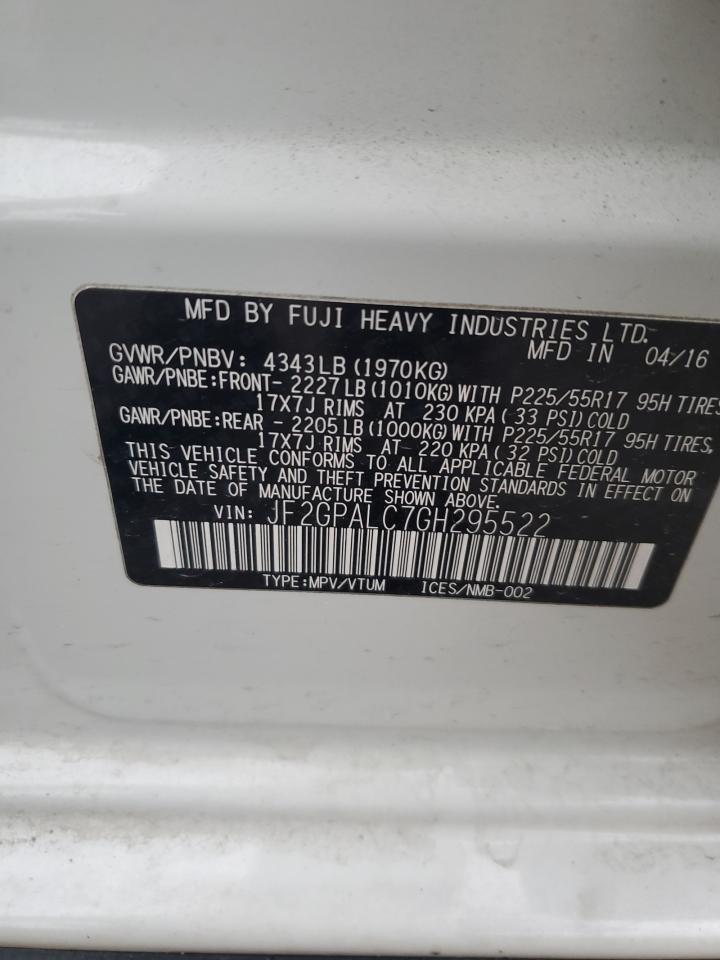 MFD BY FUJI HEAVY INDUSTRIES LTD.
MFD IN 04/16
GVWR/PNBV: 4343LB (1970KG)
GAWR/PNBE:FRONT- 2227LB (1010KG) WITH P225/55R17 95H TIRES
17X7J RIMS AT 230 KPA (33 PSI) COLD
GAWR/PNBE:REAR - 2205LB (1000KG) WITH P225/55R17 95H TIRES,
17X7J RIMS AT 220 KPA (32 PSI) COLD
THIS VEHICLE CONFORMS TO ALL APPLICABLE FEDERAL MOTOR
VEHICLE SAFETY AND THEFT PREVENTION STANDARDS IN EFFECT ON
THE DATE OF MANUFACTURE SHOWN ABOVE.
VIN: JF2GPALC7GH295522
TYPE:MPV/VTUM ICES/NMB-002